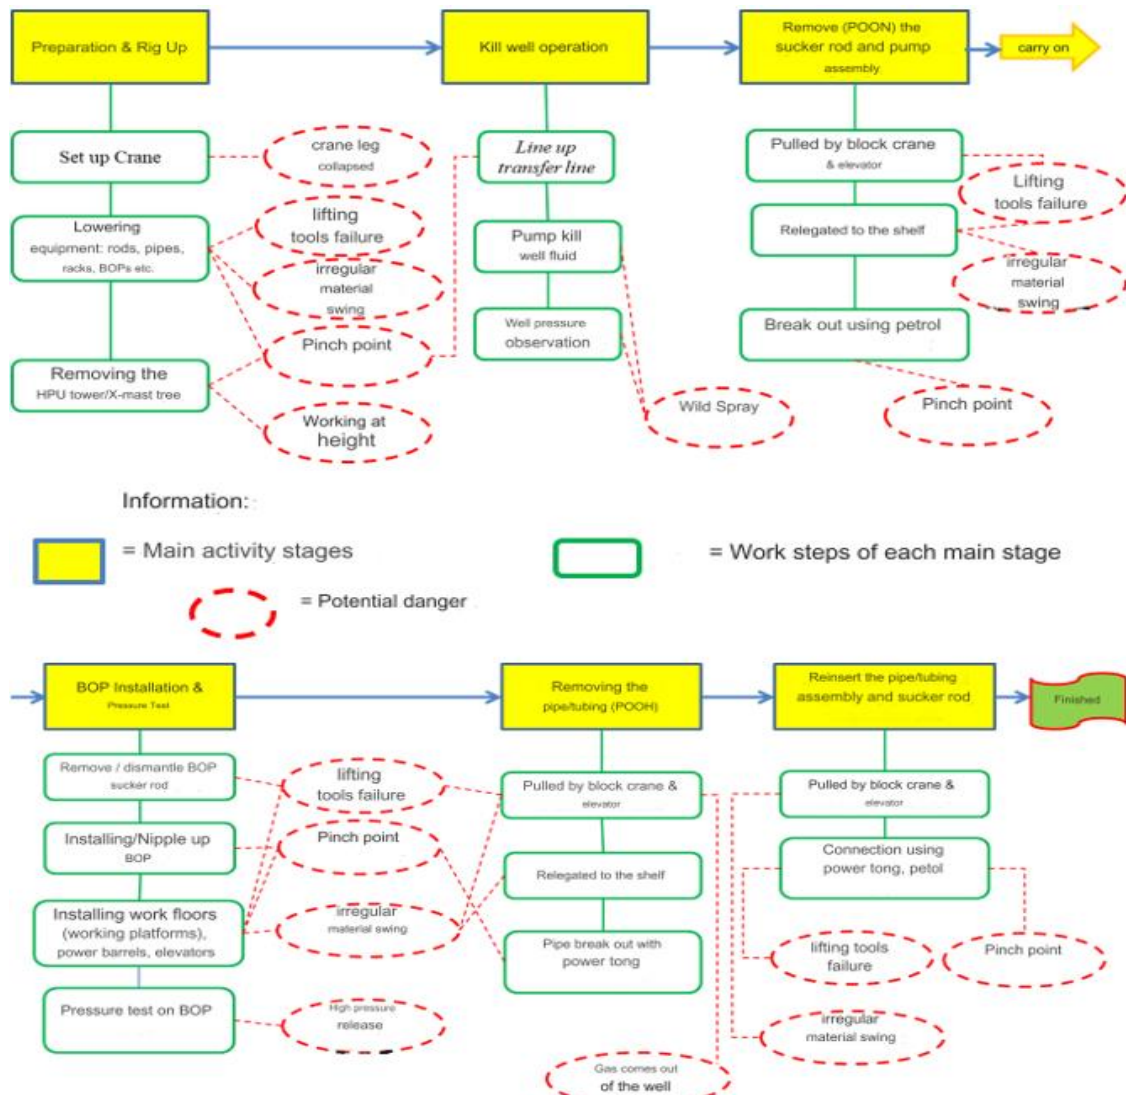 Preparation & Rig Up
Kill well operation
Remove (POON) the
sucker rod and pump
assembly
carry on
Set up Crane
crane leg
collapsed
Lowering
equipment: rods, pipes,
racks, BOPs etc.
lifting
tools failure
irregular
material
swing
Pinch point
Removing the
HPU tower/X-mast tree
Working at
height
Line up
transfer line
Pump kill
well fluid
Well pressure
observation
Wild Spray
Pulled by block crane
& elevator
Lifting
tools failure
Relegated to the shelf
irregular
material
swing
Break out using petrol
Pinch point
Information:
= Main activity stages
= Work steps of each main stage
= Potential danger
BOP Installation &
Pressure Test
Removing the
pipe/tubing (POOH)
Reinsert the pipe/tubing
assembly and sucker rod
Finished
Remove / dismantle BOP
sucker rod
lifting
tools failure
Installing/Nipple up
BOP
Pinch point
Installing work floors
(working platforms),
power barrels, elevators
irregular
material swing
Pressure test on BOP
High pressure
release
Pulled by block crane &
elevator
Relegated to the shelf
Pipe break out with
power tong
Gas comes out
of the well
Pulled by block crane &
elevator
Connection using
power tong, petol
lifting tools
failure
Pinch point
irregular
material swing